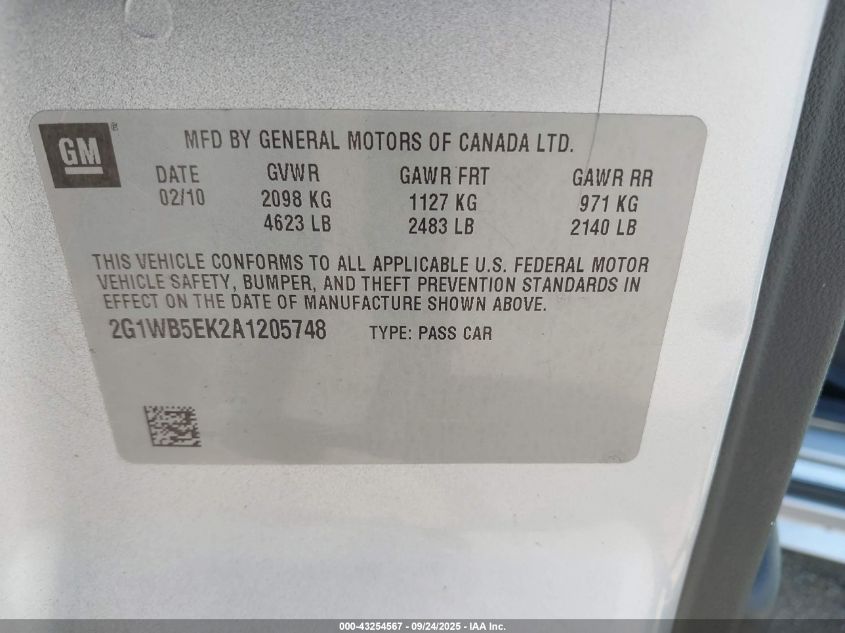 GM
MFD BY GENERAL MOTORS OF CANADA LTD.
DATE GVWR GAWR FRT GAWR RR
02/10 2098 KG 1127 KG 971 KG
4623 LB 2483 LB 2140 LB
THIS VEHICLE CONFORMS TO ALL APPLICABLE U.S. FEDERAL MOTOR
VEHICLE SAFETY, BUMPER, AND THEFT PREVENTION STANDARDS IN
EFFECT ON THE DATE OF MANUFACTURE SHOWN ABOVE.
2G1WB5EK2A1205748 TYPE: PASS CAR
000-43254567 - 09/24/2025 - IAA Inc.